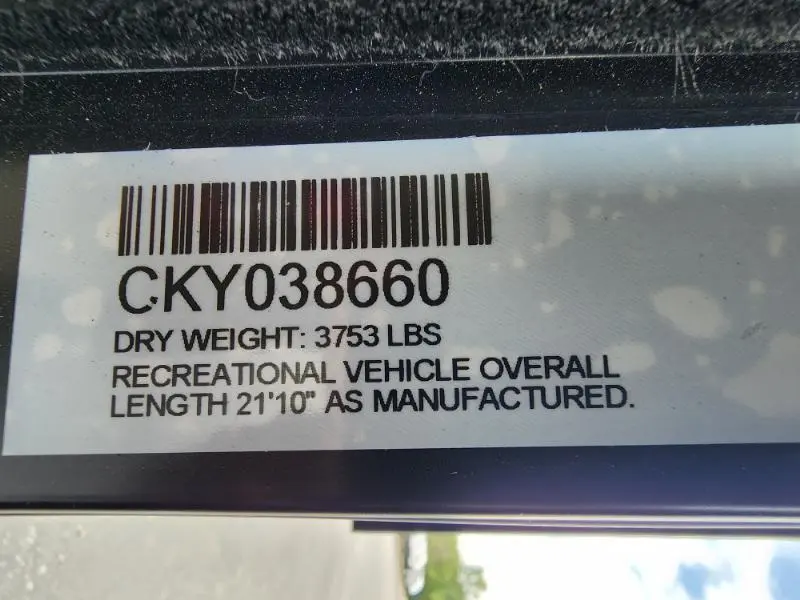 CKY038660
DRY WEIGHT: 3753 LBS
RECREATIONAL VEHICLE OVERALL
LENGTH 21'10" AS MANUFACTURED.